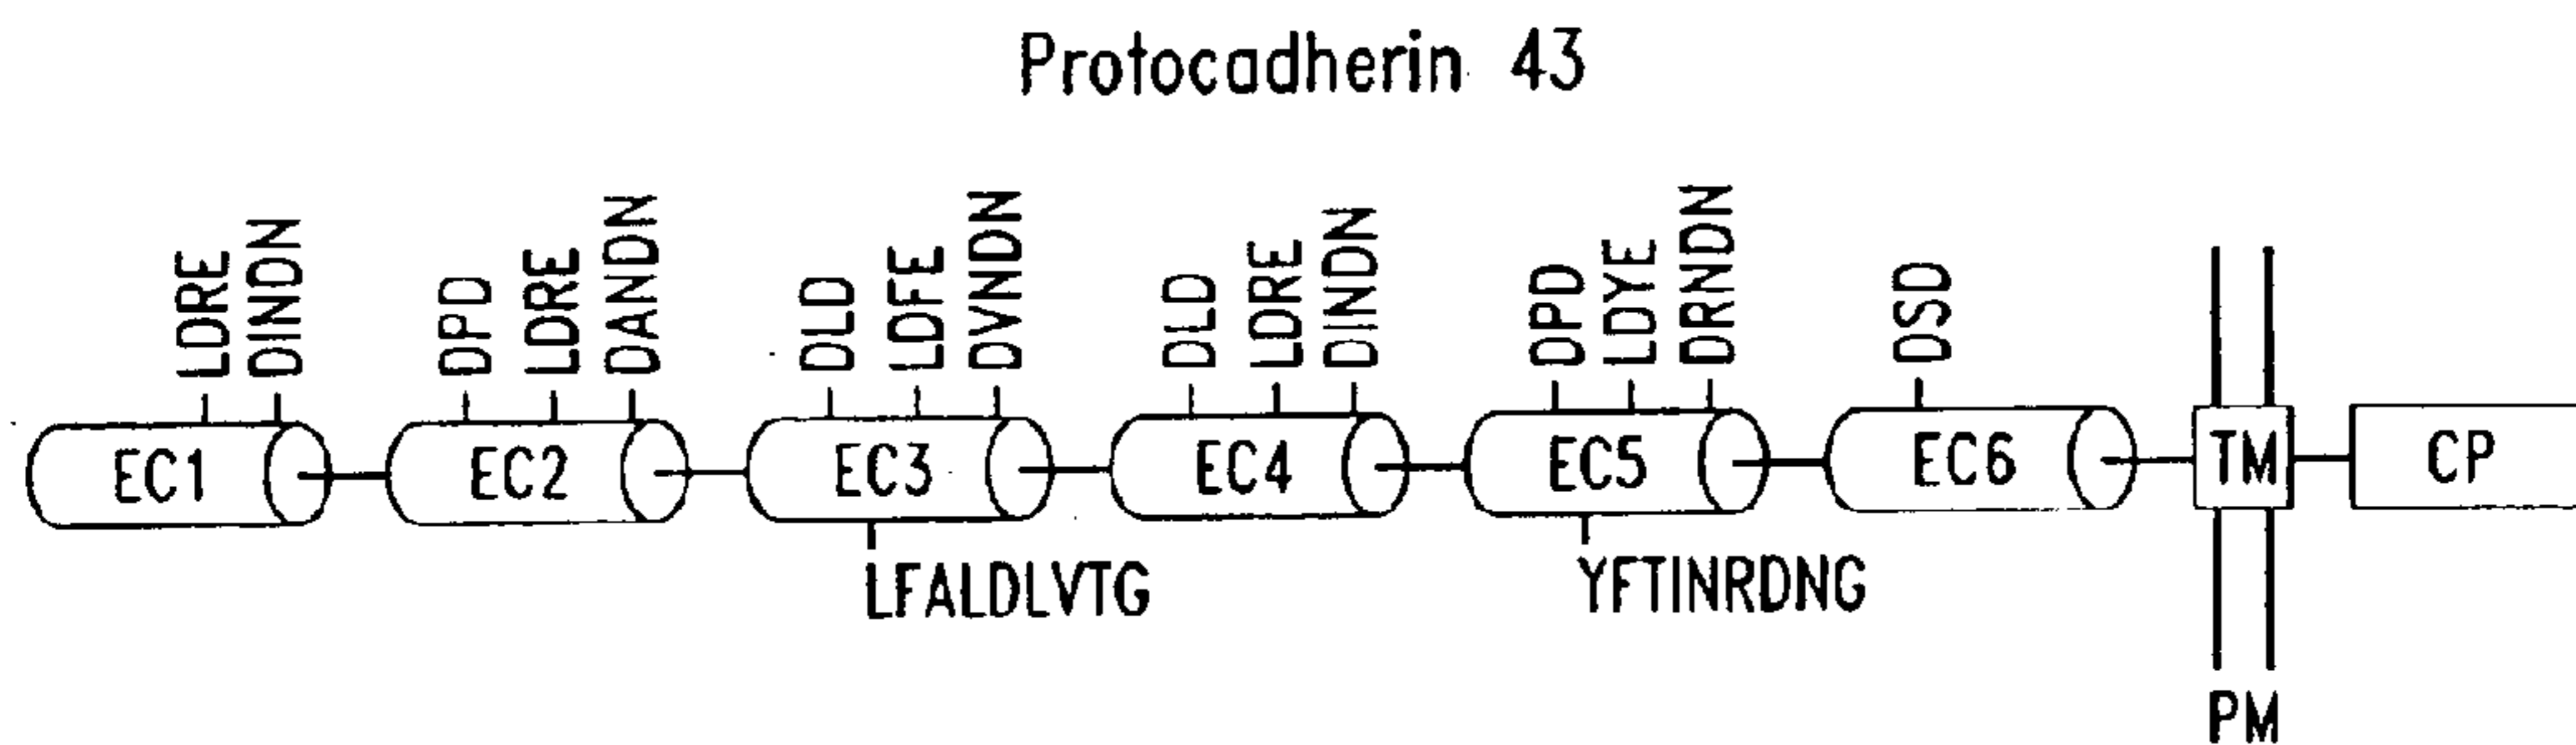 Protocadherin 43
LDRE
DINDN
DPD
LDRE
DANDN
DLD
LDFE
DVNDN
DLD
LDRE
DINDN
DPD
LDYE
DRNDN
DSD
EC1
EC2
EC3
EC4
EC5
EC6
TM
CP
LFALDLVTG
YFTINRDNG
PM